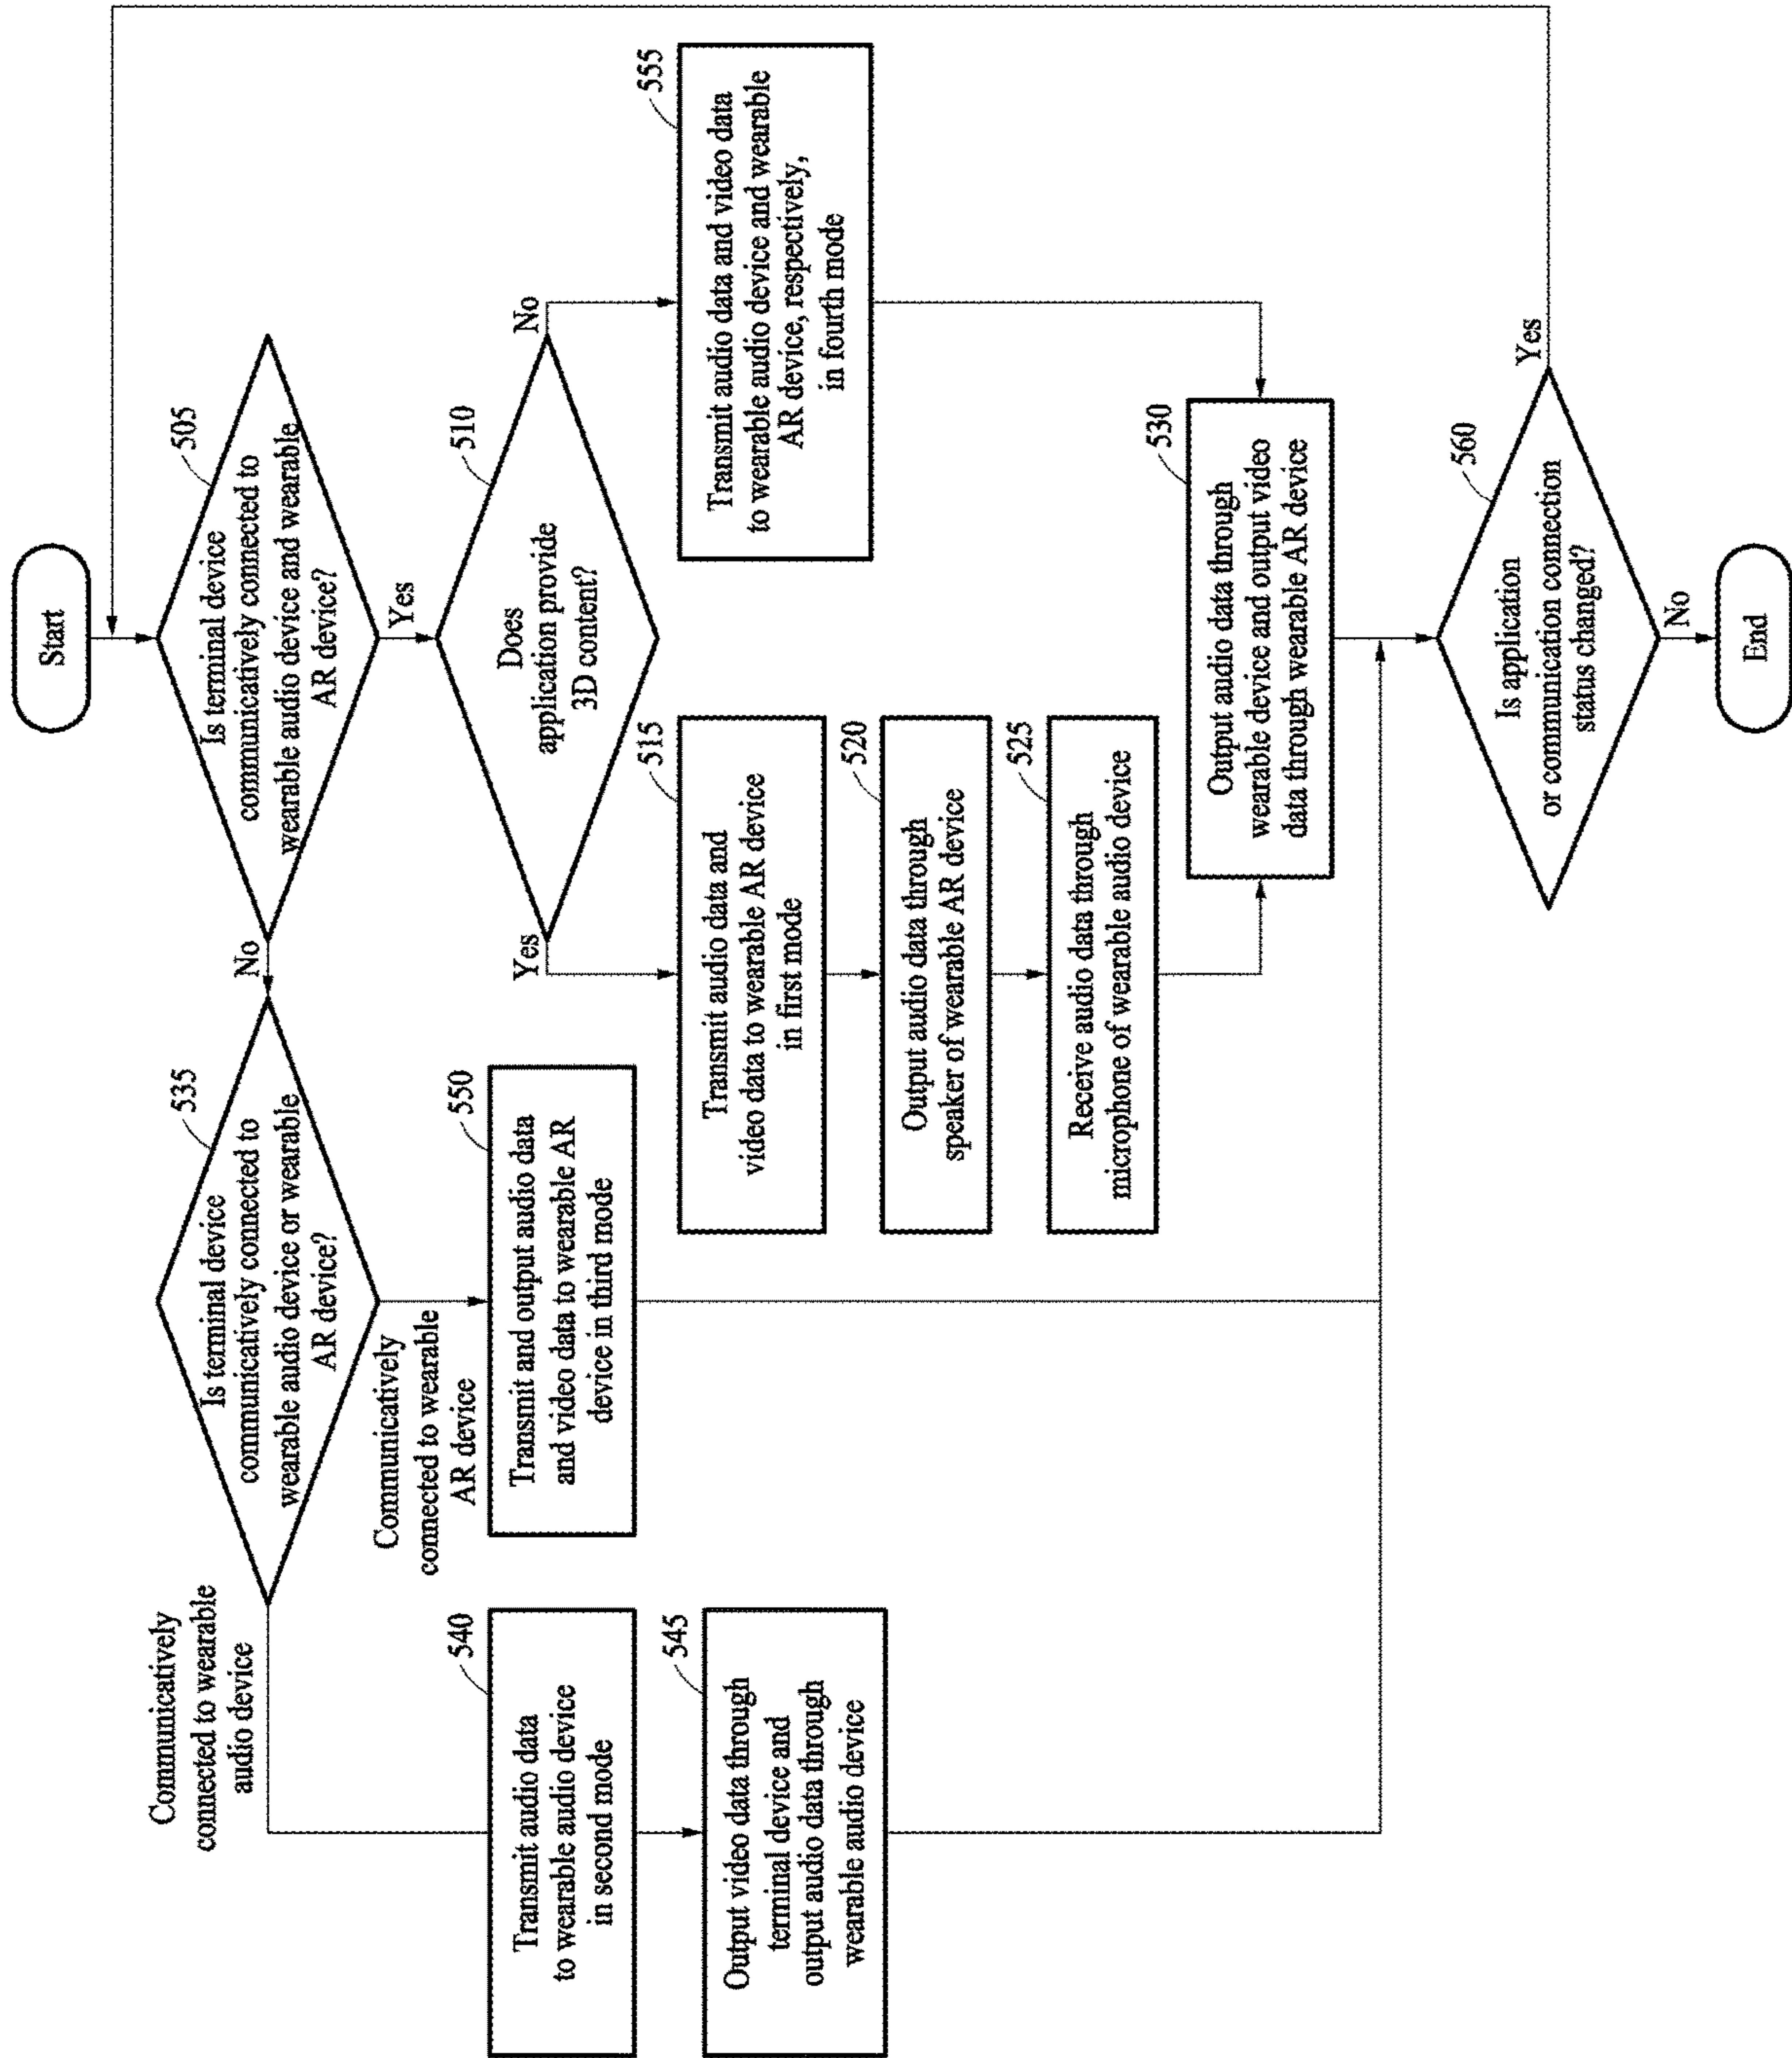 Start
505
Is terminal device
communicatively connected to
wearable audio device and wearable
AR device?
No
Yes
535
Is terminal device
communicatively connected to
wearable audio device or wearable
AR device?
Communicatively
connected to wearable
audio device
Communicatively
connected to wearable
AR device
510
Does
application provide
3D content?
Yes
No
540
Transmit audio data
to wearable audio device
in second mode
550
Transmit and output audio data
and video data to wearable AR
device in third mode
515
Transmit audio data and
video data to wearable AR device
in first mode
555
Transmit audio data and video data
to wearable audio device and wearable
AR device, respectively,
in fourth mode
545
Output video data through
terminal device and
output audio data through
wearable audio device
520
Output audio data through
speaker of wearable AR device
525
Receive audio data through
microphone of wearable audio device
530
Output audio data through
wearable device and output video
data through wearable AR device
560
Is application
or communication connection
status changed?
Yes
No
End